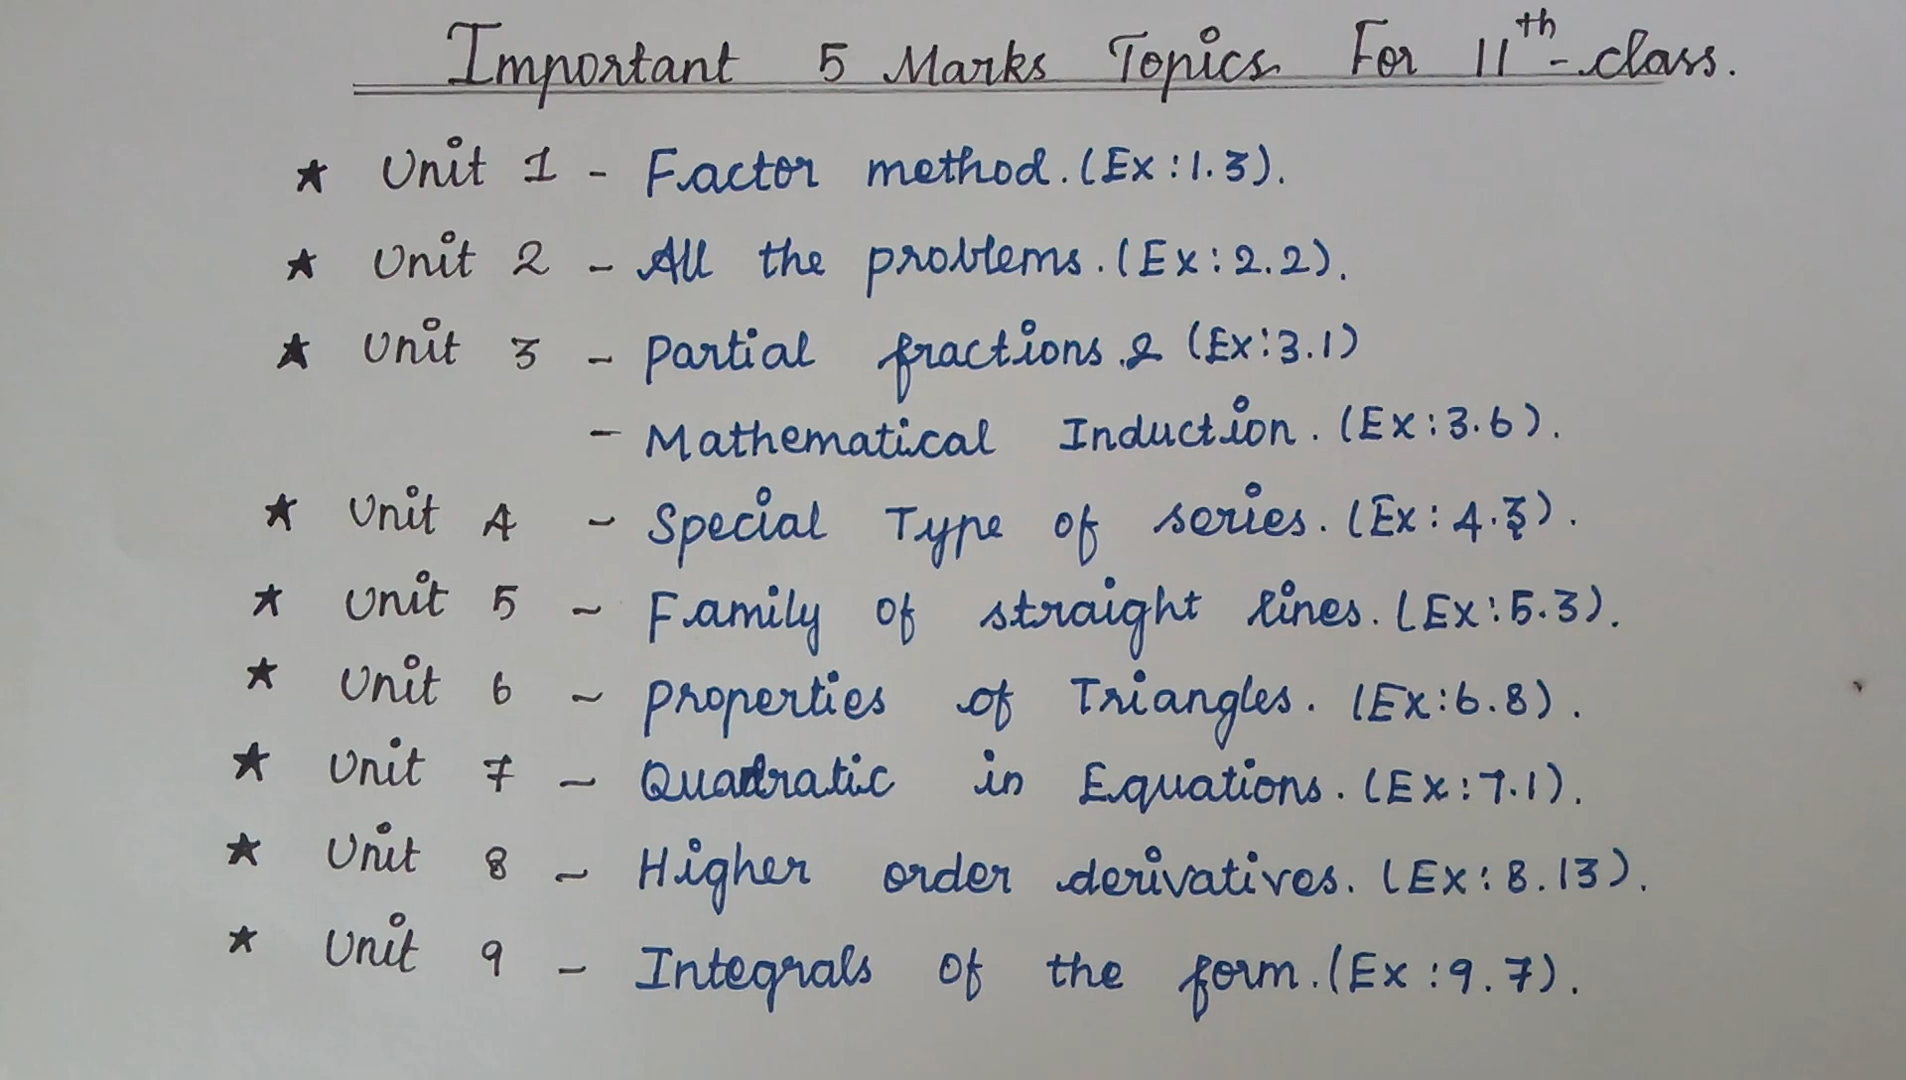 Important 5 Marks Topics For 11th - class.
★ Unit 1 - Factor method. (Ex: 1.3).
★ Unit 2 - All the problems. (Ex: 2.2).
★ Unit 3 - Partial fractions. 2 (Ex: 3.1)
- Mathematical Induction. (Ex: 3.6).
★ Unit 4 - Special Type of series. (Ex: 4.3).
★ Unit 5 - Family of straight lines. (Ex: 5.3).
★ Unit 6 - Properties of Triangles. (Ex: 6.8).
★ Unit 7 - Quadratic in Equations. (Ex: 7.1).
★ Unit 8 - Higher order derivatives. (Ex: 8.13).
★ Unit 9 - Integrals of the form. (Ex: 9.7).